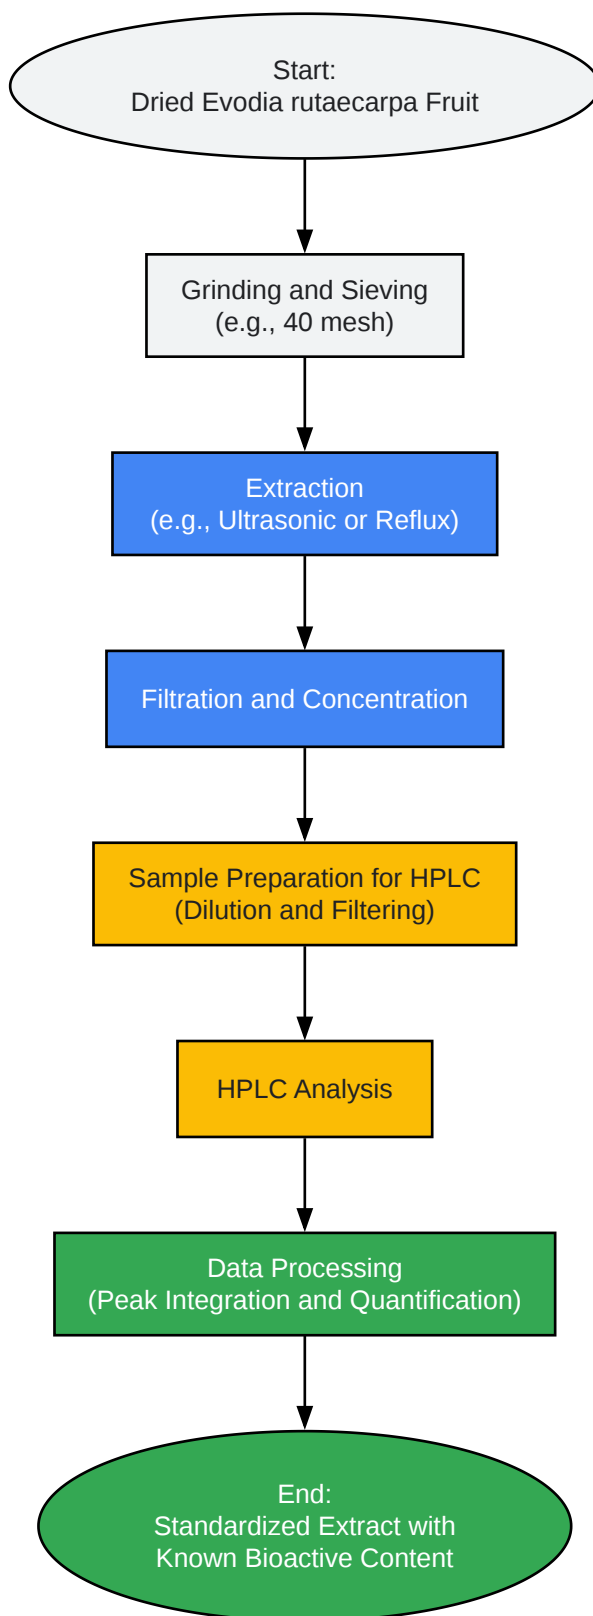 Start:
Dried Evodia rutaecarpa Fruit
Grinding and Sieving
(e.g., 40 mesh)
Extraction
(e.g., Ultrasonic or Reflux)
Filtration and Concentration
Sample Preparation for HPLC
(Dilution and Filtering)
HPLC Analysis
Data Processing
(Peak Integration and Quantification)
End:
Standardized Extract with
Known Bioactive Content